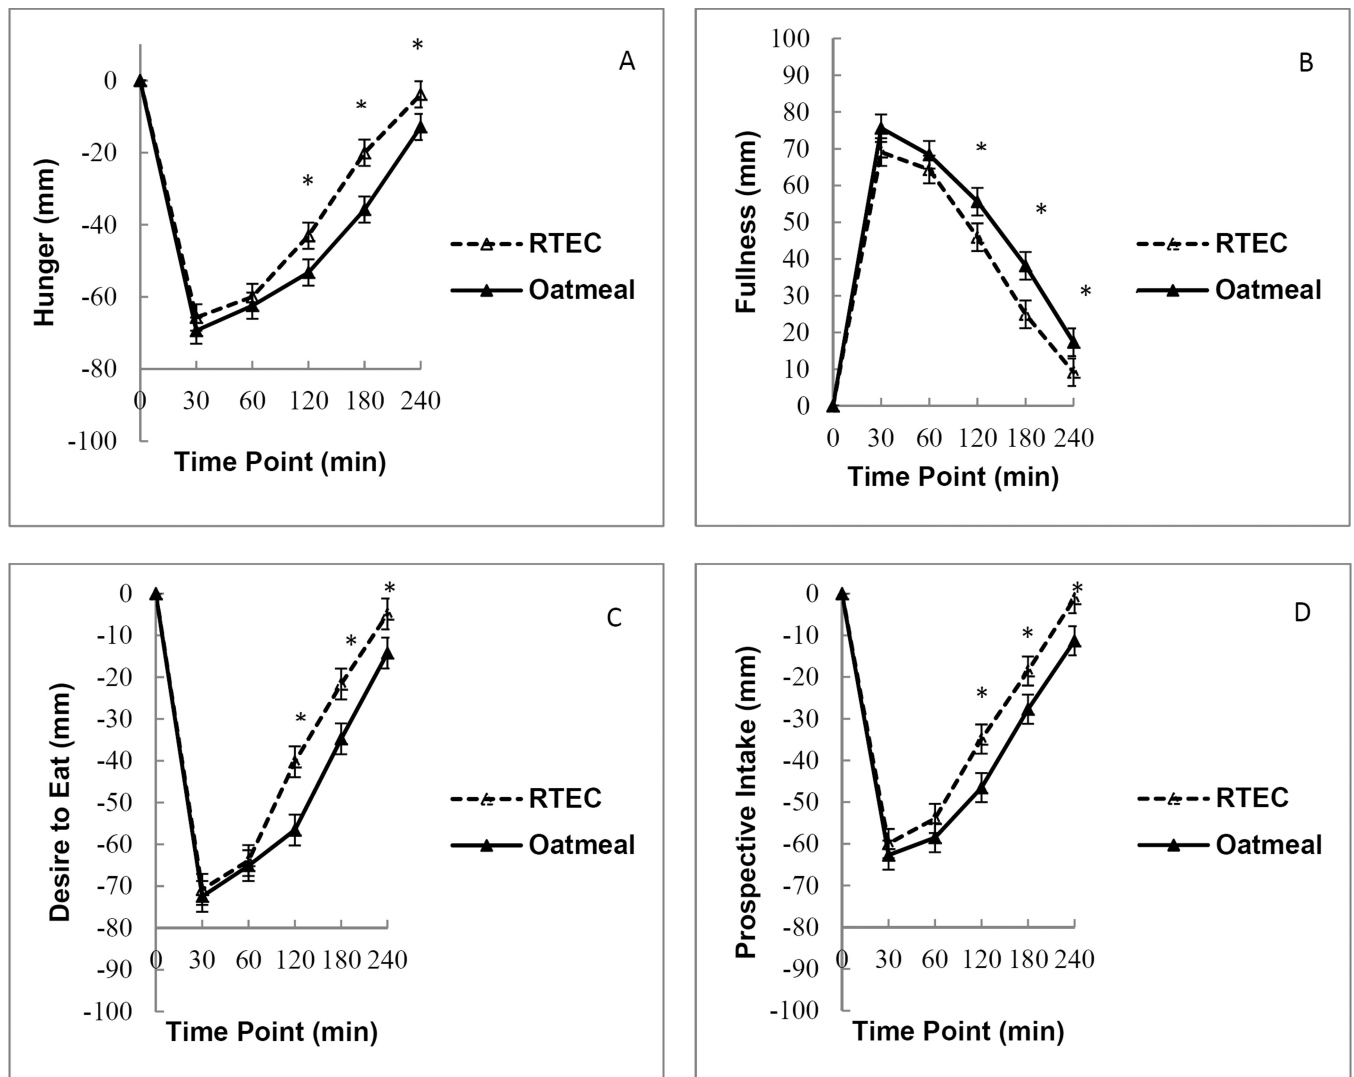 A
*
*
*
0
-20
-40
-60
-80
-100
Hunger (mm)
0 30 60 120 180 240
Time Point (min)
RTEC
Oatmeal
B
*
*
*
100
90
80
70
60
50
40
30
20
10
0
Fullness (mm)
0 30 60 120 180 240
Time Point (min)
RTEC
Oatmeal
C
*
*
*
0
-10
-20
-30
-40
-50
-60
-70
-80
-90
-100
Desire to Eat (mm)
0 30 60 120 180 240
Time Point (min)
RTEC
Oatmeal
D
*
*
*
0
-10
-20
-30
-40
-50
-60
-70
-80
-90
-100
Prospective Intake (mm)
0 30 60 120 180 240
Time Point (min)
RTEC
Oatmeal